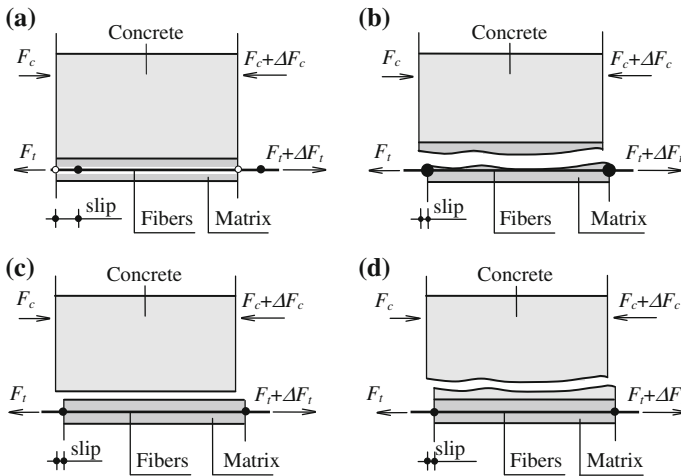 (a)
Concrete
F_c
F_c+ΔF_c
F_t
F_t+ΔF_t
slip
Fibers
Matrix
(b)
Concrete
F_c
F_c+ΔF_c
F_t
F_t+ΔF_t
slip
Fibers
Matrix
(c)
Concrete
F_c
F_c+ΔF_c
F_t
F_t+ΔF_t
slip
Fibers
Matrix
(d)
Concrete
F_c
F_c+ΔF_c
F_t
F_t+ΔF
slip
Fibers
Matrix